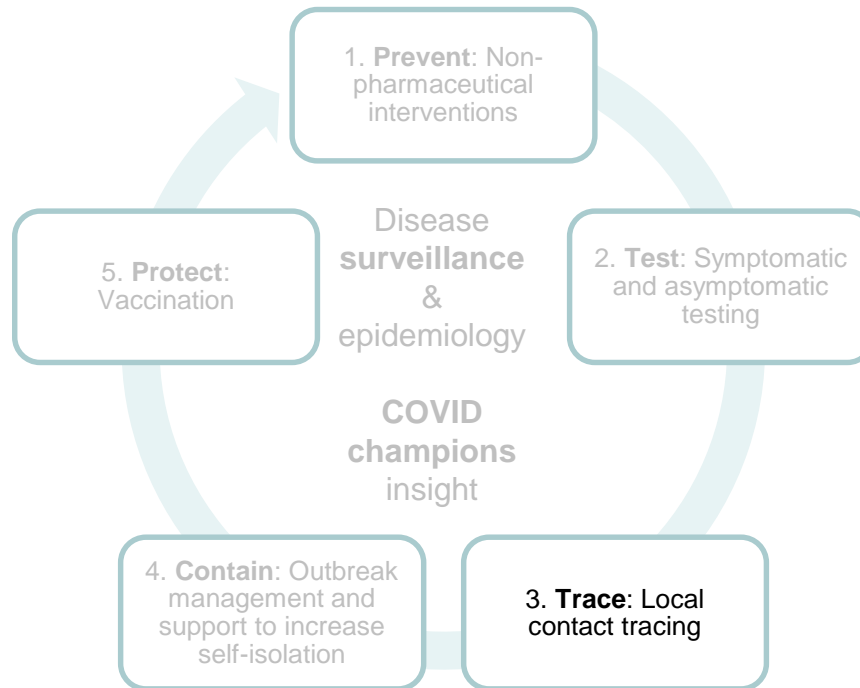 1. Prevent: Non-
pharmaceutical
interventions
Disease
surveillance
&
epidemiology
2. Test: Symptomatic
and asymptomatic
testing
5. Protect:
Vaccination
COVID
champions
insight
4. Contain: Outbreak
management and
support to increase
self-isolation
3. Trace: Local
contact tracing